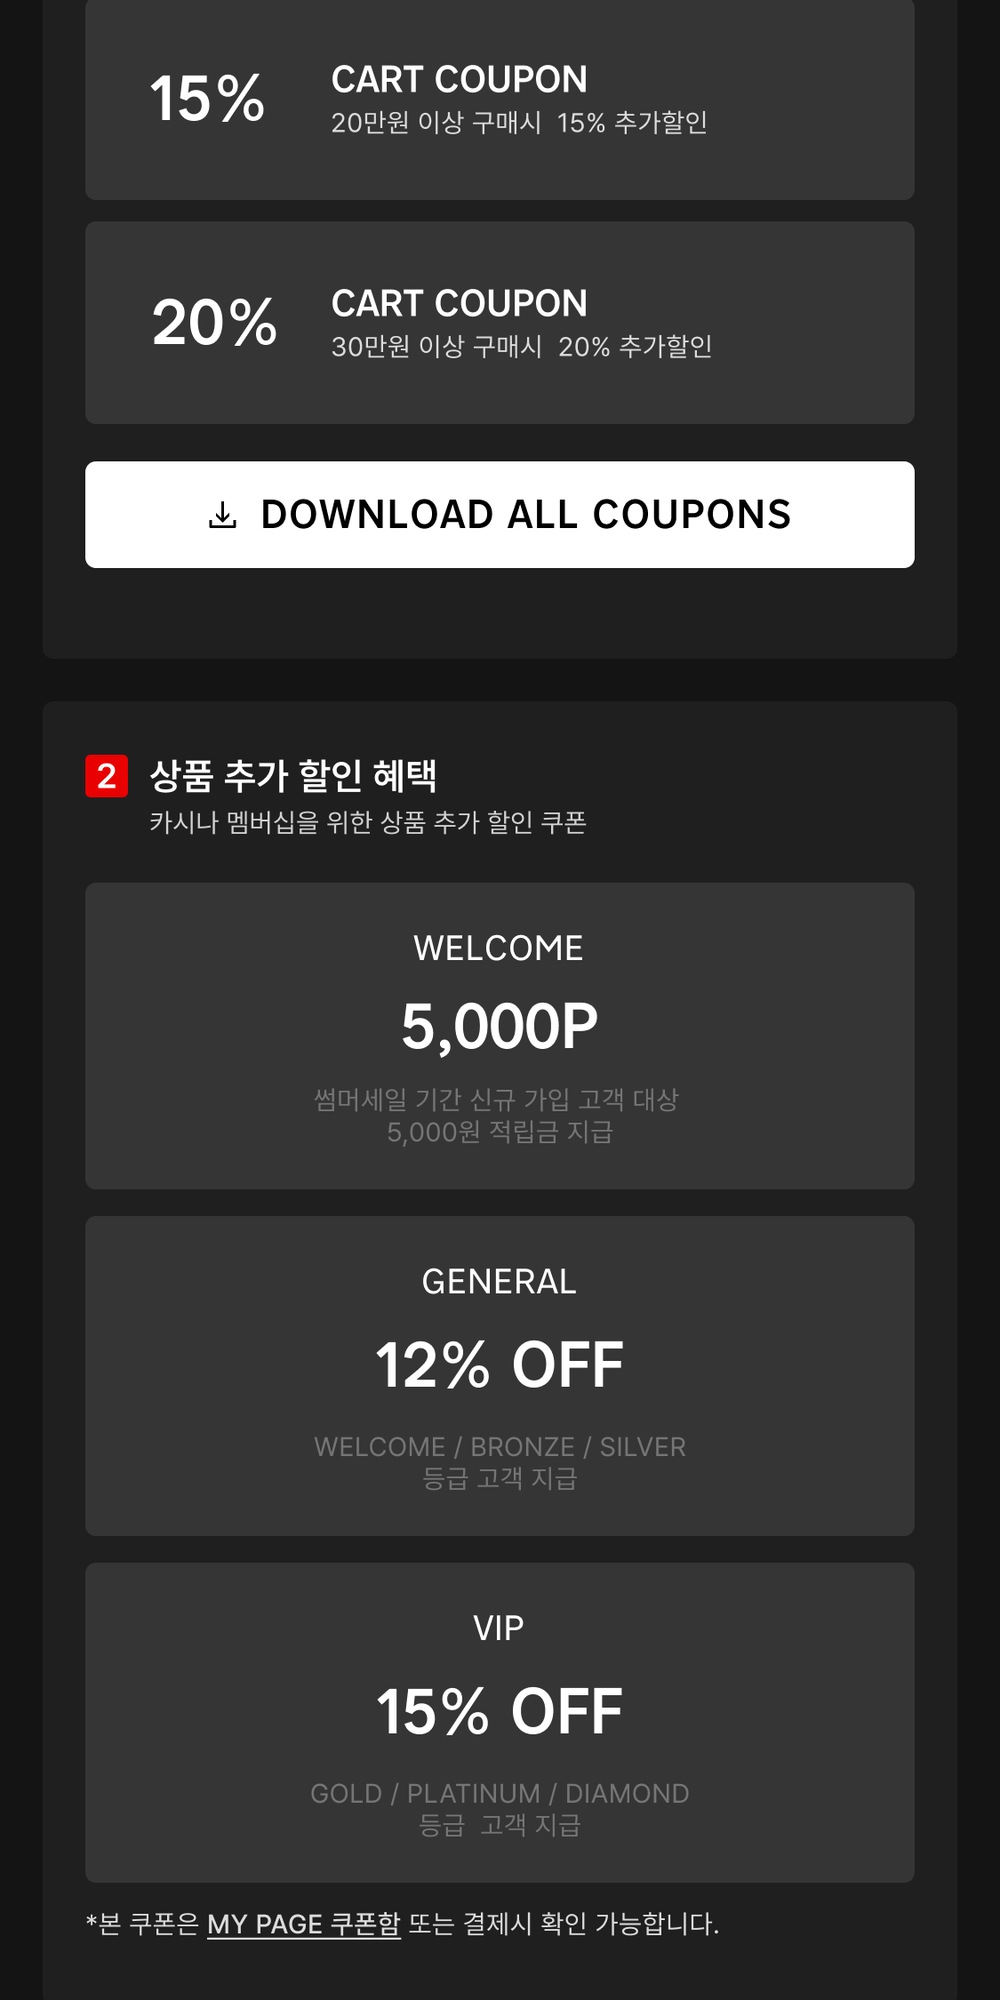 15%
CART COUPON
20만원 이상 구매시 15% 추가할인
20%
CART COUPON
30만원 이상 구매시 20% 추가할인
DOWNLOAD ALL COUPONS
2 상품 추가 할인 혜택
카시나 멤버십을 위한 상품 추가 할인 쿠폰
WELCOME
5,000P
썸머세일 기간 신규 가입 고객 대상
5,000원 적립금 지급
GENERAL
12% OFF
WELCOME / BRONZE / SILVER
등급 고객 지급
VIP
15% OFF
GOLD / PLATINUM / DIAMOND
등급 고객 지급
*본 쿠폰은 MY PAGE 쿠폰함 또는 결제시 확인 가능합니다.